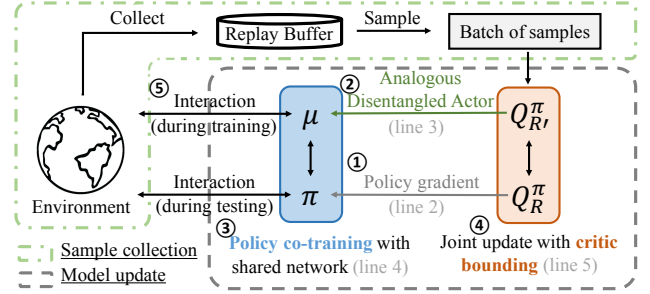 Collect
Replay Buffer
Sample
Batch of samples
⑤
Interaction
(during training)
②
Analogous
Disentangled Actor
(line 3)
μ
Q_{R′}^π
①
Interaction
(during testing)
π
Policy gradient
(line 2)
Q_R^π
Environment
③
Policy co-training with
shared network (line 4)
④
Joint update with critic
bounding (line 5)
Sample collection
Model update